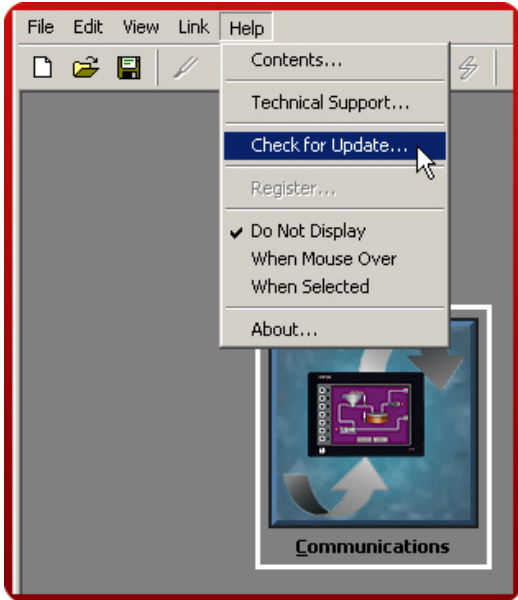 File Edit View Link Help
Contents...
Technical Support...
Check for Update...
Register...
Do Not Display
When Mouse Over
When Selected
About...
Communications